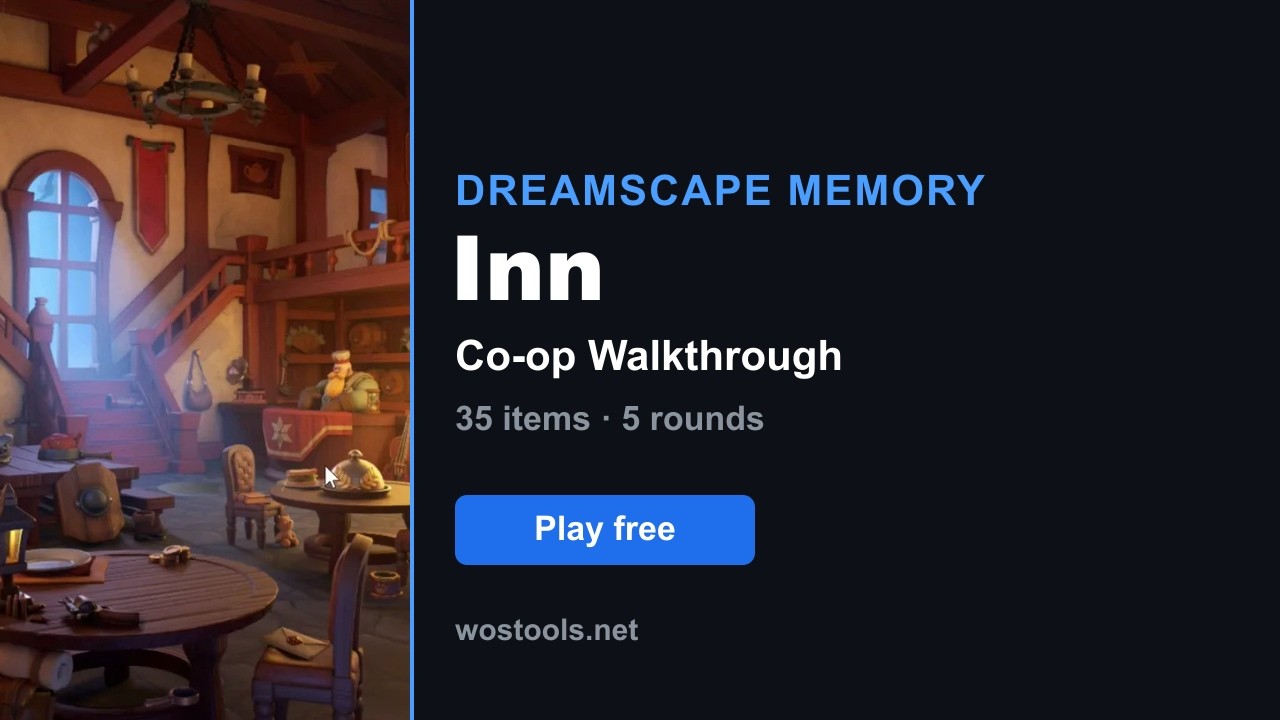 DREAMSCAPE MEMORY
Inn
Co-op Walkthrough
35 items · 5 rounds
Play free
wostools.net